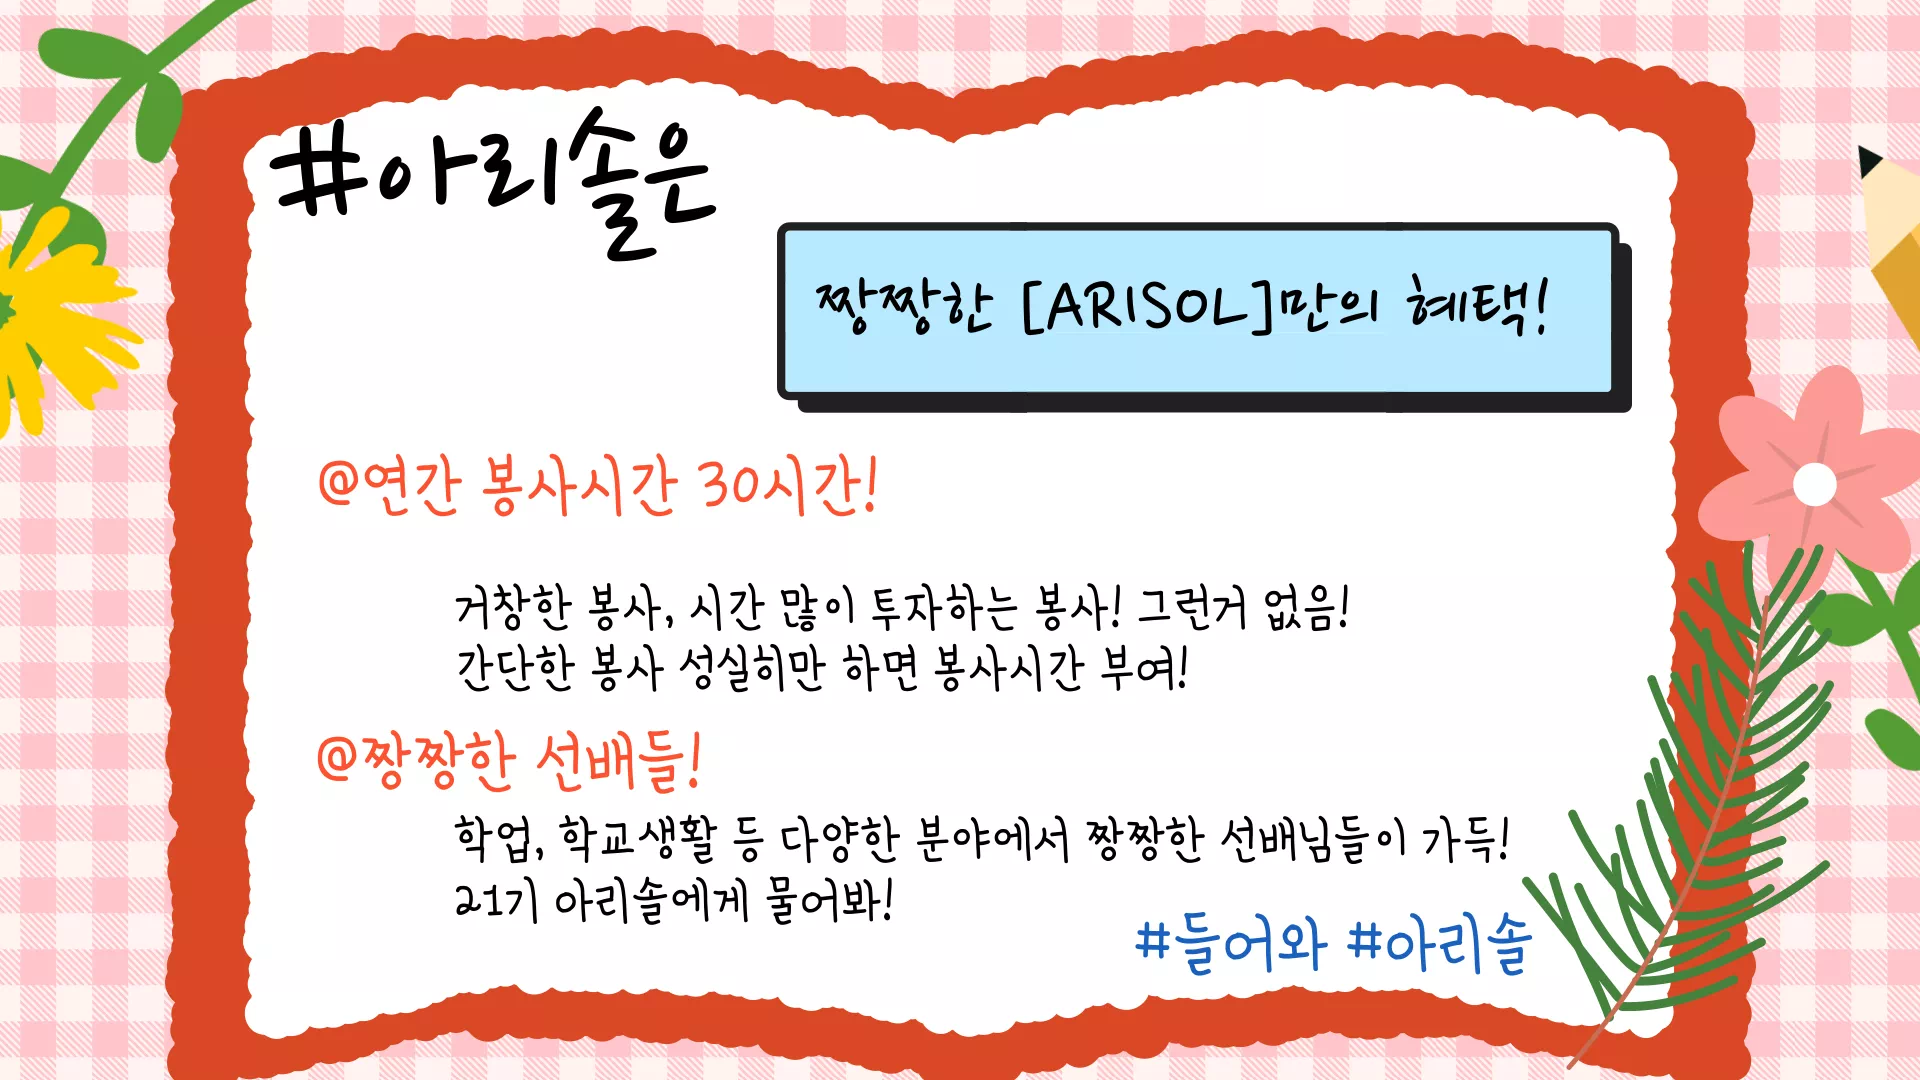 #아리솔은
짱짱한 [ARISOL]만의 혜택!
@연간 봉사시간 30시간!
거창한 봉사, 시간 많이 투자하는 봉사! 그런거 없음!
간단한 봉사 성실히만 하면 봉사시간 부여!
@짱짱한 선배들!
학업, 학교생활 등 다양한 분야에서 짱짱한 선배님들이 가득!
21기 아리솔에게 물어봐!
#들어와 #아리솔